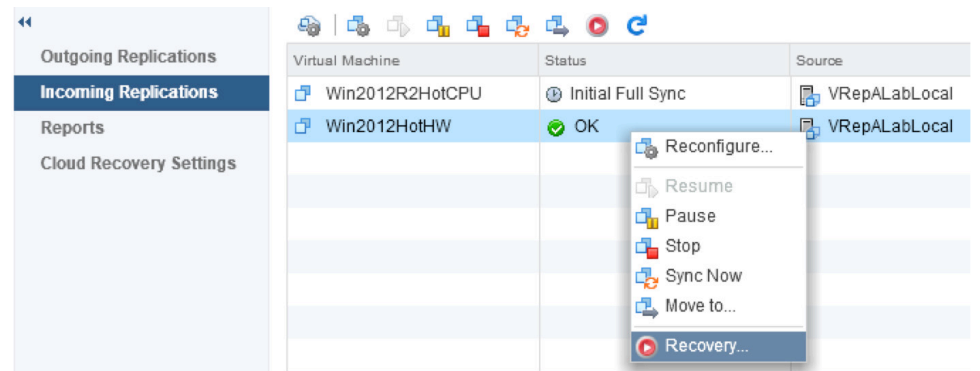 Outgoing Replications
Incoming Replications
Reports
Cloud Recovery Settings
Virtual Machine Status Source
Win2012R2HotCPU Initial Full Sync VRepALabLocal
Win2012HotHW OK VRepALabLocal
Reconfigure...
Resume
Pause
Stop
Sync Now
Move to...
Recovery...